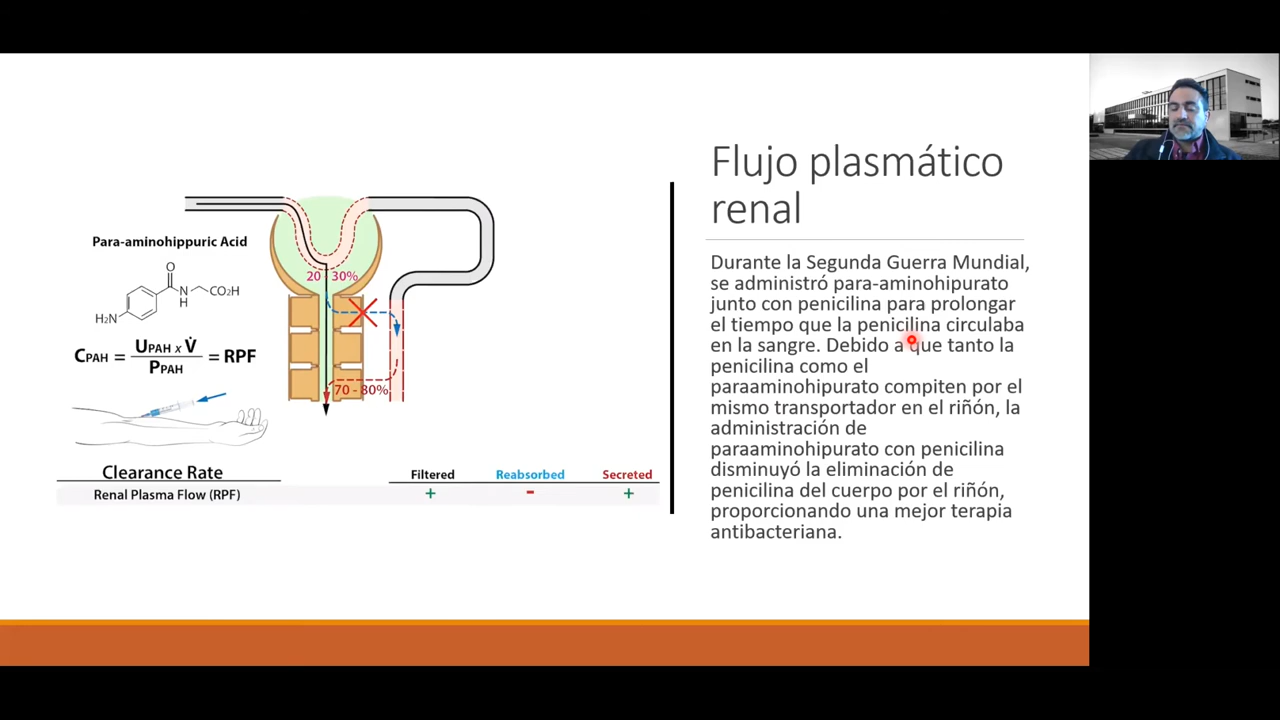 Flujo plasmático
renal
Durante la Segunda Guerra Mundial,
se administró para-aminohipurato
junto con penicilina para prolongar
el tiempo que la penicilina circulaba
en la sangre. Debido a que tanto la
penicilina como el
paraaminohipurato compiten por el
mismo transportador en el riñón, la
administración de
paraaminohipurato con penicilina
disminuyó la eliminación de
penicilina del cuerpo por el riñón,
proporcionando una mejor terapia
antibacteriana.
Para-aminohippuric Acid
O
N
H
CO₂H
H₂N
20 30%
CPAH = UPAH x V̇ = RPF
PPAH
70 - 80%
Clearance Rate Filtered Reabsorbed Secreted
Renal Plasma Flow (RPF) + - +